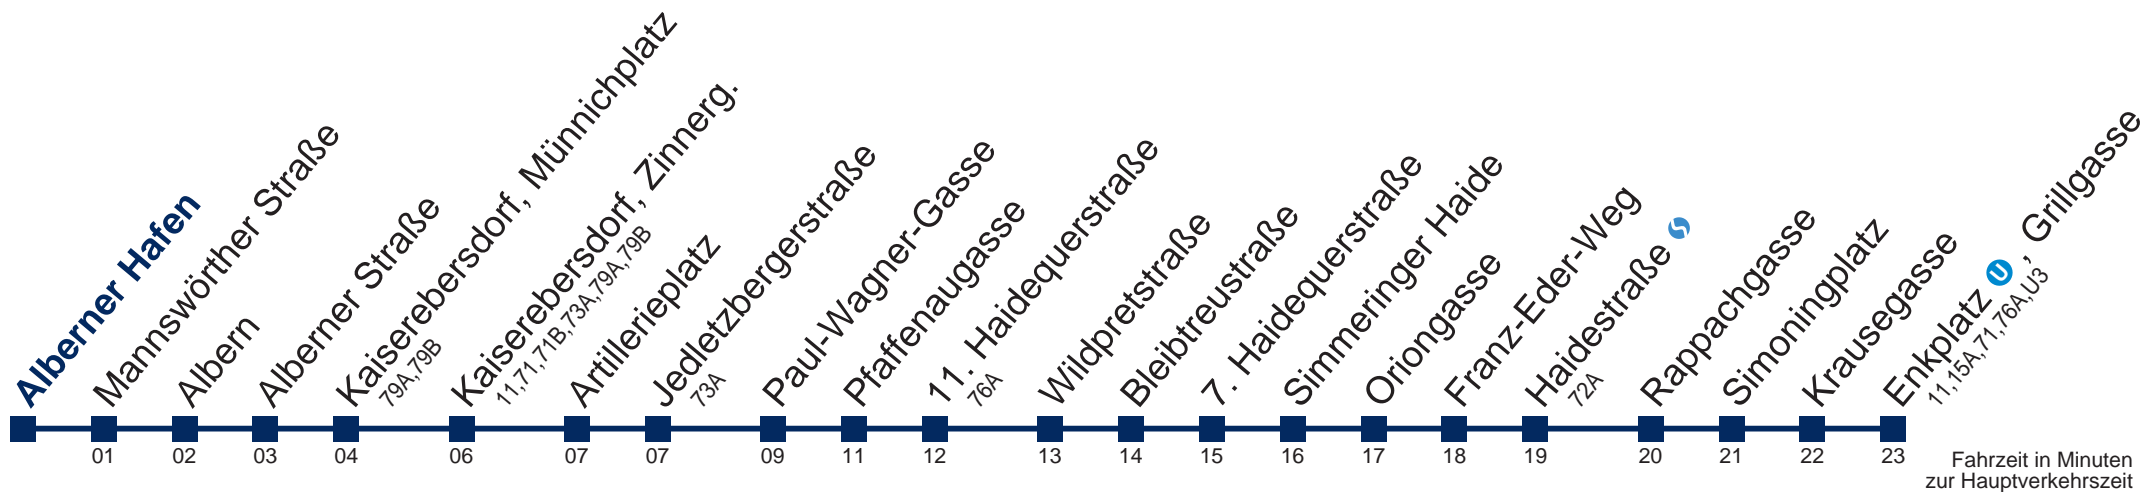 Alberner Hafen
Mannswörther Straße
Albern
Alberner Straße
Kaiserebersdorf, Münnichplatz
79A,79B
Kaiserebersdorf, Zinnerg.
11,71,71B,73A,79A,79B
Artillerieplatz
Jedletzbergerstraße
73A
Paul-Wagner-Gasse
Pfaffenaugasse
11. Haidequerstraße
76A
Wildpretstraße
Bleibtreustraße
7. Haidequerstraße
Simmeringer Haide
Oriongasse
Franz-Eder-Weg
Haidestraße S
72A
Rappachgasse
Simoningplatz
Krausegasse
Enkplatz U, Grillgasse
11,15A,71,76A,U3
01 02 03 04 06 07 07 09 11 12 13 14 15 16 17 18 19 20 21 22 23
Fahrzeit in Minuten
zur Hauptverkehrszeit